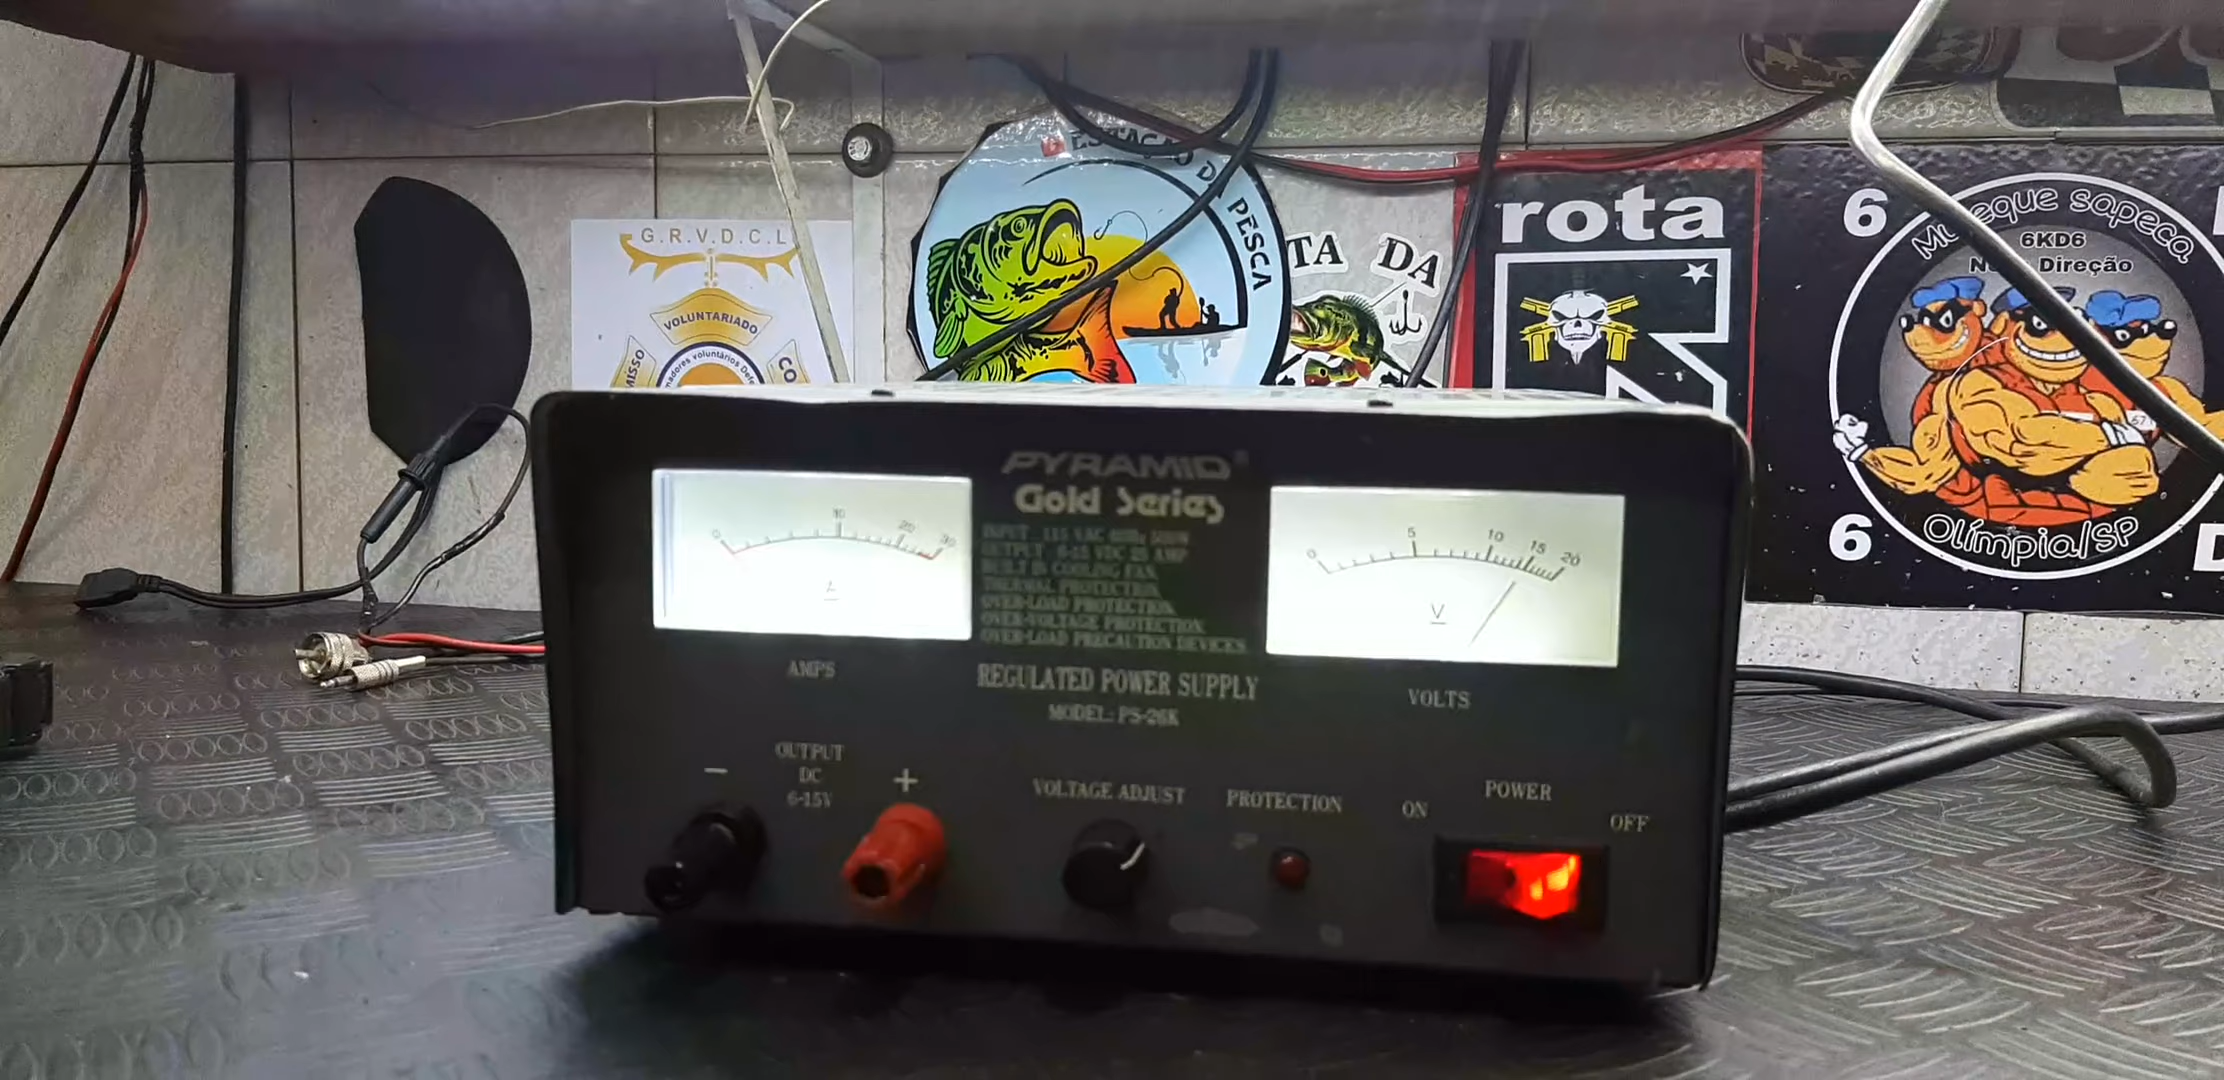 ESTAÇÃO DA PESCA
G.R.V.D.C.L
VOLUNTARIADO
TA DA
rota
6
6
6KD6
Direção
sapeca
Olímpia/SP
PYRAMID
Gold Series
INPUT 115 VAC 60Hz 500W
OUTPUT 6-15 VDC 25 AMP
BUILT IN COOLING FAN
THERMAL PROTECTION
OVER-LOAD PROTECTION
OVER-VOLTAGE PROTECTION
OVER-LOAD PRECAUTION DEVICES
REGULATED POWER SUPPLY
MODEL: PS-26K
0 10 20 30
A
AMPS
0 5 10 15 20
V
VOLTS
OUTPUT
DC
6-15V
− +
VOLTAGE ADJUST
PROTECTION
POWER
ON
OFF